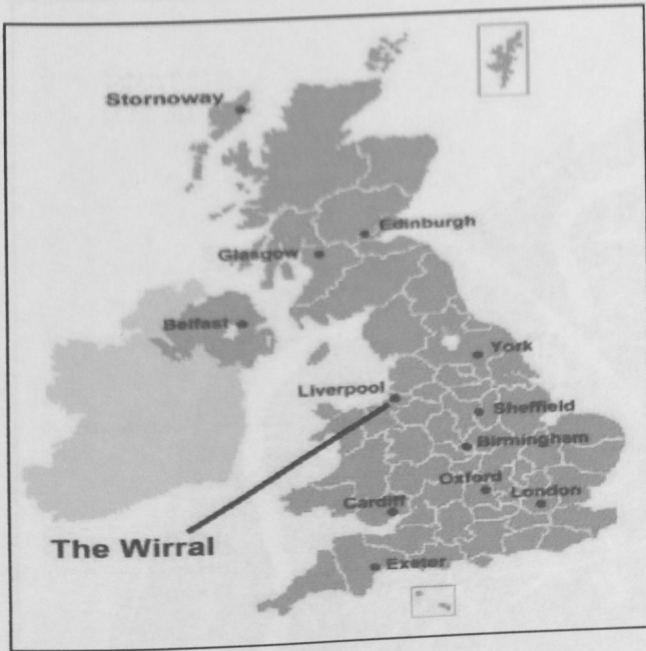 Stornoway
Edinburgh
Glasgow
Belfast
York
Liverpool
Sheffield
Birmingham
Oxford
London
Cardiff
The Wirral
Exeter